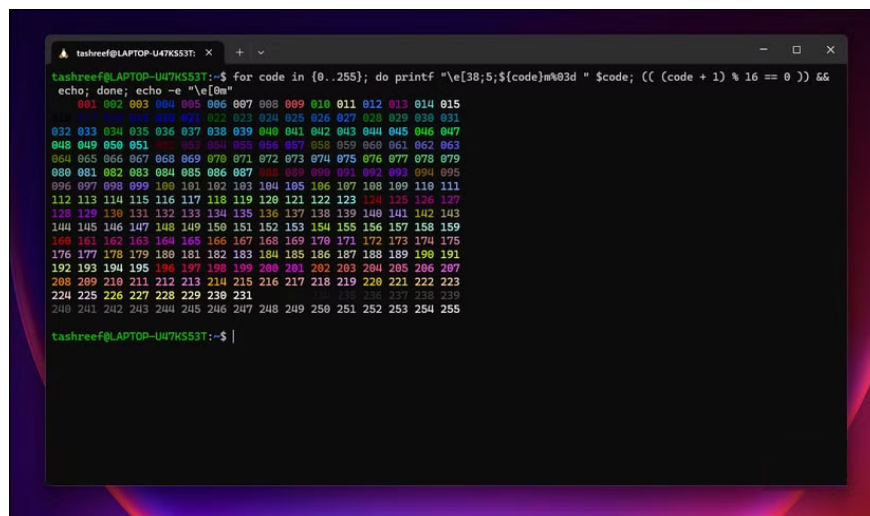 tashreef@LAPTOP-U47KS53T: ×
tashreef@LAPTOP-U47KS53T:~$ for code in {0..255}; do printf "\e[38;5;${code}m%03d " $code; (( (code + 1) % 16 == 0 )) &&
echo; done; echo -e "\e[0m"
001 002 003 004 005 006 007 008 009 010 011 012 013 014 015
019 020 021 022 023 024 025 026 027 028 029 030 031
032 033 034 035 036 037 038 039 040 041 042 043 044 045 046 047
048 049 050 051 052 053 054 055 056 057 058 059 060 061 062 063
064 065 066 067 068 069 070 071 072 073 074 075 076 077 078 079
080 081 082 083 084 085 086 087 088 089 090 091 092 093 094 095
096 097 098 099 100 101 102 103 104 105 106 107 108 109 110 111
112 113 114 115 116 117 118 119 120 121 122 123 124 125 126 127
128 129 130 131 132 133 134 135 136 137 138 139 140 141 142 143
144 145 146 147 148 149 150 151 152 153 154 155 156 157 158 159
160 161 162 163 164 165 166 167 168 169 170 171 172 173 174 175
176 177 178 179 180 181 182 183 184 185 186 187 188 189 190 191
192 193 194 195 196 197 198 199 200 201 202 203 204 205 206 207
208 209 210 211 212 213 214 215 216 217 218 219 220 221 222 223
224 225 226 227 228 229 230 231 235 236 237 238 239
240 241 242 243 244 245 246 247 248 249 250 251 252 253 254 255
tashreef@LAPTOP-U47KS53T:~$